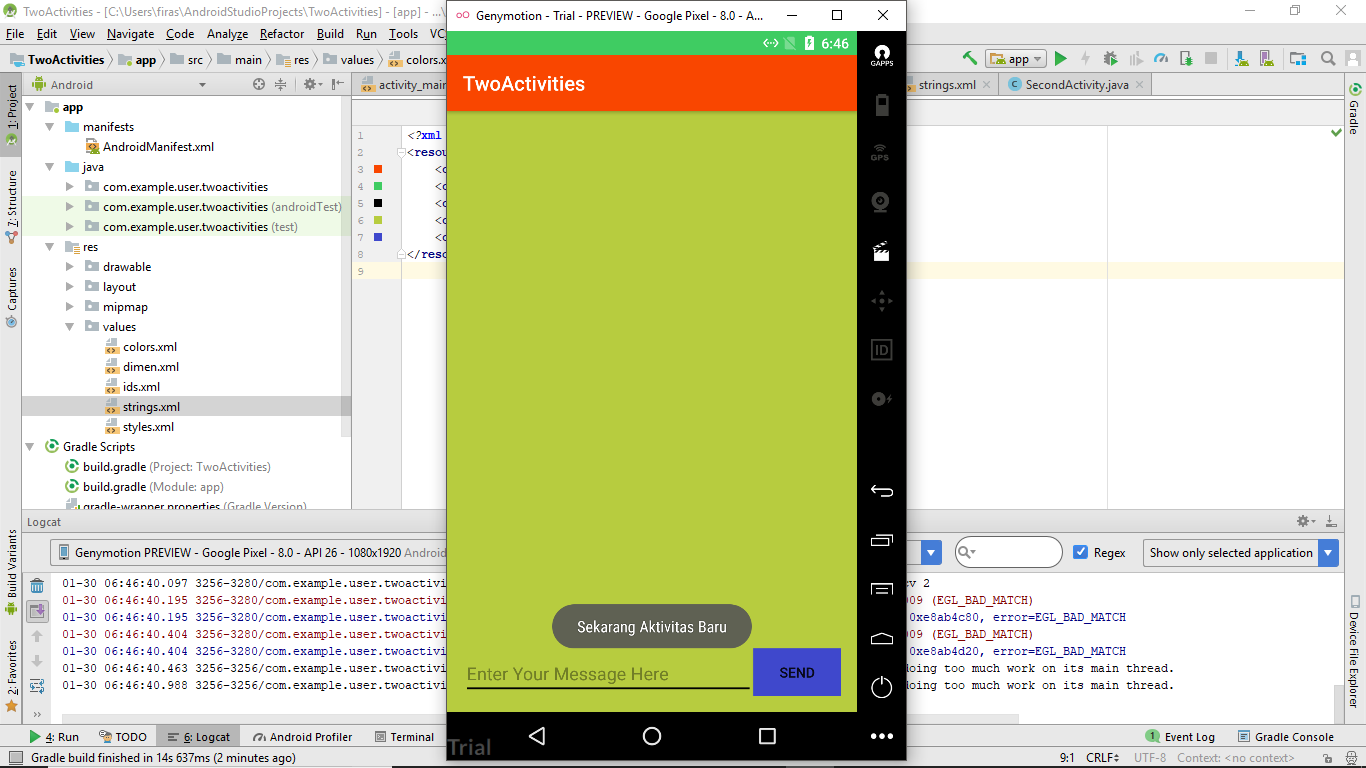 TwoActivities - [C:\Users\firas\AndroidStudioProjects\TwoActivities] - [app] - ...\
Genymotion - Trial - PREVIEW - Google Pixel - 8.0 - A...
File Edit View Navigate Code Analyze Refactor Build Run Tools VC
TwoActivities app src main res values colors.x
app
Android
activity_main
strings.xml
SecondActivity.java
6:46
TwoActivities
GAPPS
GPS
ID
1: Project
7: Structure
Captures
Build Variants
2: Favorites
app
manifests
AndroidManifest.xml
java
com.example.user.twoactivities
com.example.user.twoactivities (androidTest)
com.example.user.twoactivities (test)
res
drawable
layout
mipmap
values
colors.xml
dimen.xml
ids.xml
strings.xml
styles.xml
Gradle Scripts
build.gradle (Project: TwoActivities)
build.gradle (Module: app)
gradle-wrapper.properties (Gradle Version)
1 <?xml
2 <resou
3 <c
4 <c
5 <c
6 <c
7 <c
8 </reso
9
Gradle
Device File Explorer
Sekarang Aktivitas Baru
Enter Your Message Here
SEND
Trial
Logcat
Genymotion PREVIEW - Google Pixel - 8.0 - API 26 - 1080x1920 Android
Regex
Show only selected application
01-30 06:46:40.097 3256-3280/com.example.user.twoactivi
v 2
01-30 06:46:40.195 3256-3280/com.example.user.twoactivi
009 (EGL_BAD_MATCH)
01-30 06:46:40.195 3256-3280/com.example.user.twoactivi
0xe8ab4c80, error=EGL_BAD_MATCH
01-30 06:46:40.404 3256-3280/com.example.user.twoactivi
009 (EGL_BAD_MATCH)
01-30 06:46:40.404 3256-3280/com.example.user.twoactivi
0xe8ab4d20, error=EGL_BAD_MATCH
01-30 06:46:40.463 3256-3256/com.example.user.twoactivi
doing too much work on its main thread.
01-30 06:46:40.988 3256-3256/com.example.user.twoactivi
doing too much work on its main thread.
4: Run TODO 6: Logcat Android Profiler Terminal
1 Event Log Gradle Console
Gradle build finished in 14s 637ms (2 minutes ago)
9:1 CRLF UTF-8 Context: <no context>